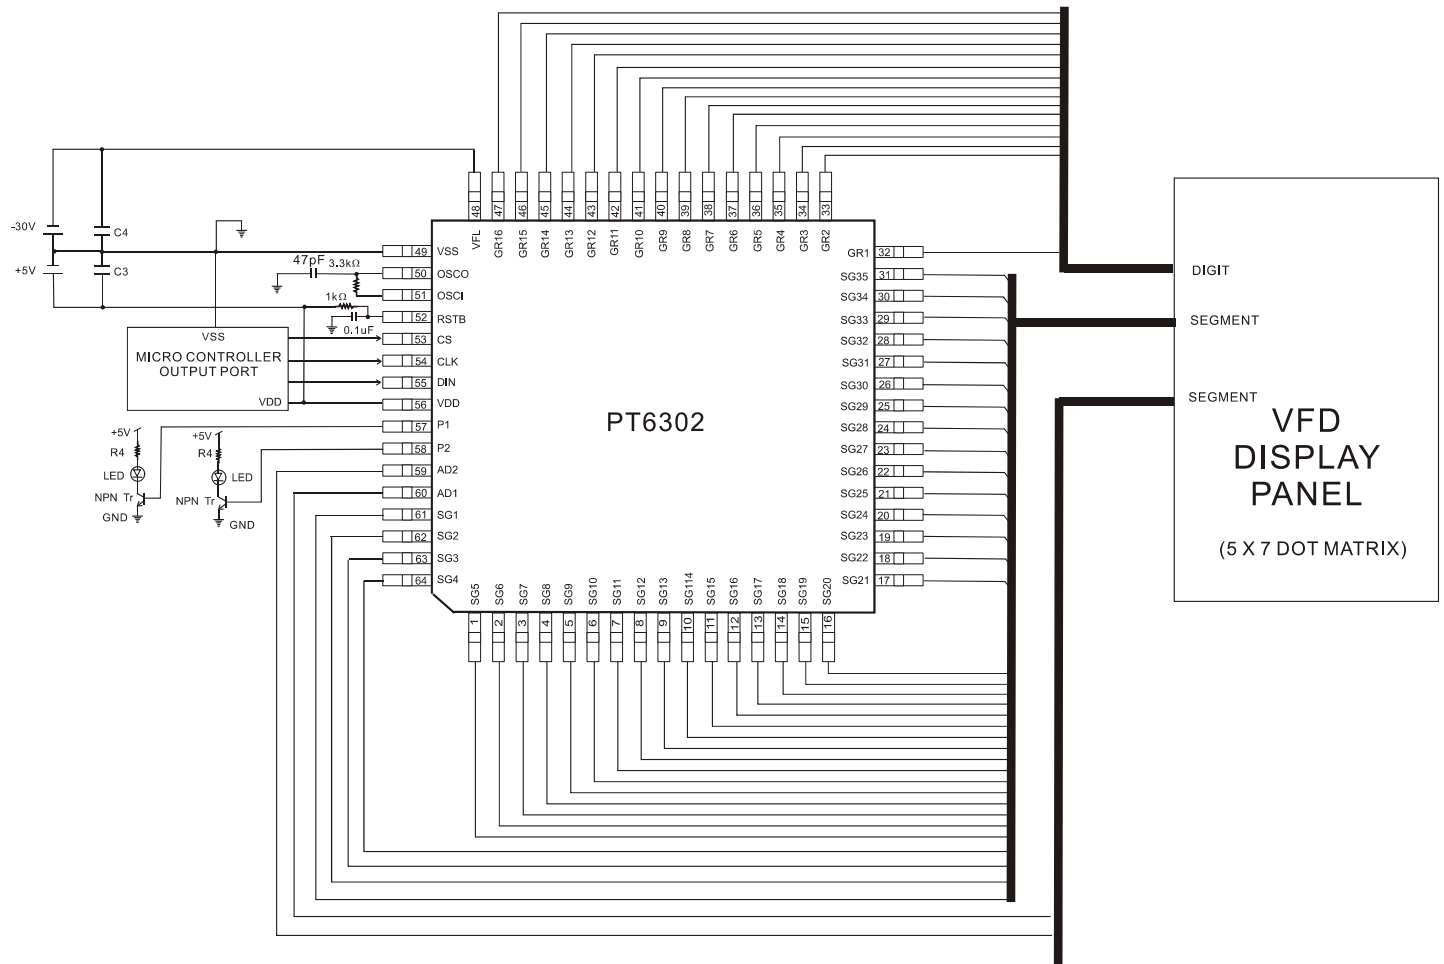 48 47 46 45 44 43 42 41 40 39 38 37 36 35 34 33
VFL GR16 GR15 GR14 GR13 GR12 GR11 GR10 GR9 GR8 GR7 GR6 GR5 GR4 GR3 GR2
-30V
C4
+5V
C3
47pF 3.3kΩ
1kΩ
0.1uF
VSS
MICRO CONTROLLER
OUTPUT PORT
VDD
+5V
R4
LED
NPN Tr
GND
+5V
R4
LED
NPN Tr
GND
49 VSS
50 OSCO
51 OSCI
52 RSTB
53 CS
54 CLK
55 DIN
56 VDD
57 P1
58 P2
59 AD2
60 AD1
61 SG1
62 SG2
63 SG3
64 SG4
PT6302
GR1 32
SG35 31
SG34 30
SG33 29
SG32 28
SG31 27
SG30 26
SG29 25
SG28 24
SG27 23
SG26 22
SG25 21
SG24 20
SG23 19
SG22 18
SG21 17
SG5 SG6 SG7 SG8 SG9 SG10 SG11 SG12 SG13 SG114 SG15 SG16 SG17 SG18 SG19 SG20
1 2 3 4 5 6 7 8 9 10 11 12 13 14 15 16
DIGIT
SEGMENT
SEGMENT
VFD
DISPLAY
PANEL
(5 X 7 DOT MATRIX)